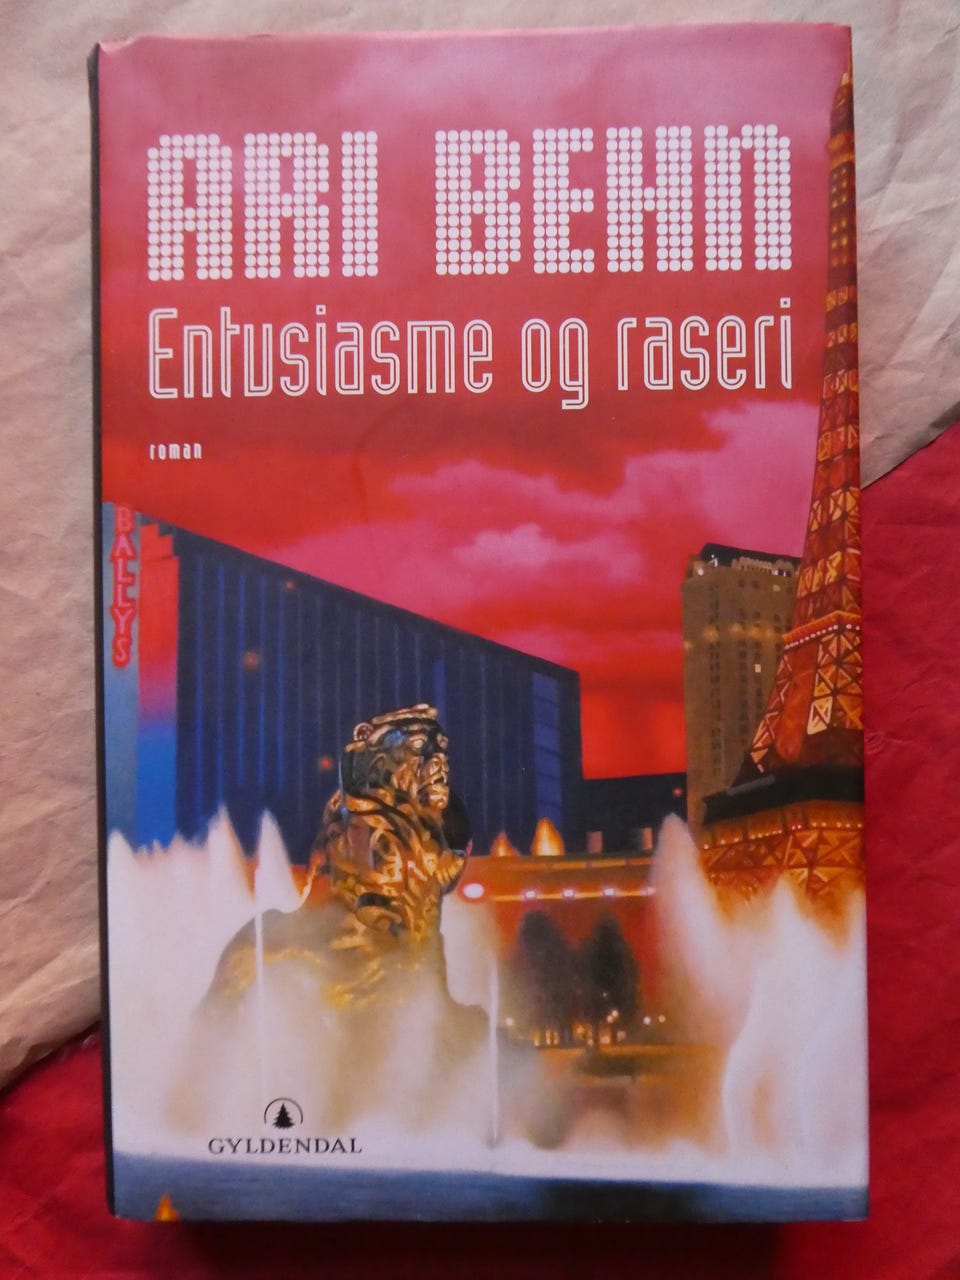 ARI BEHN
Entusiasme og raseri
roman
BALLYS
GYLDENDAL